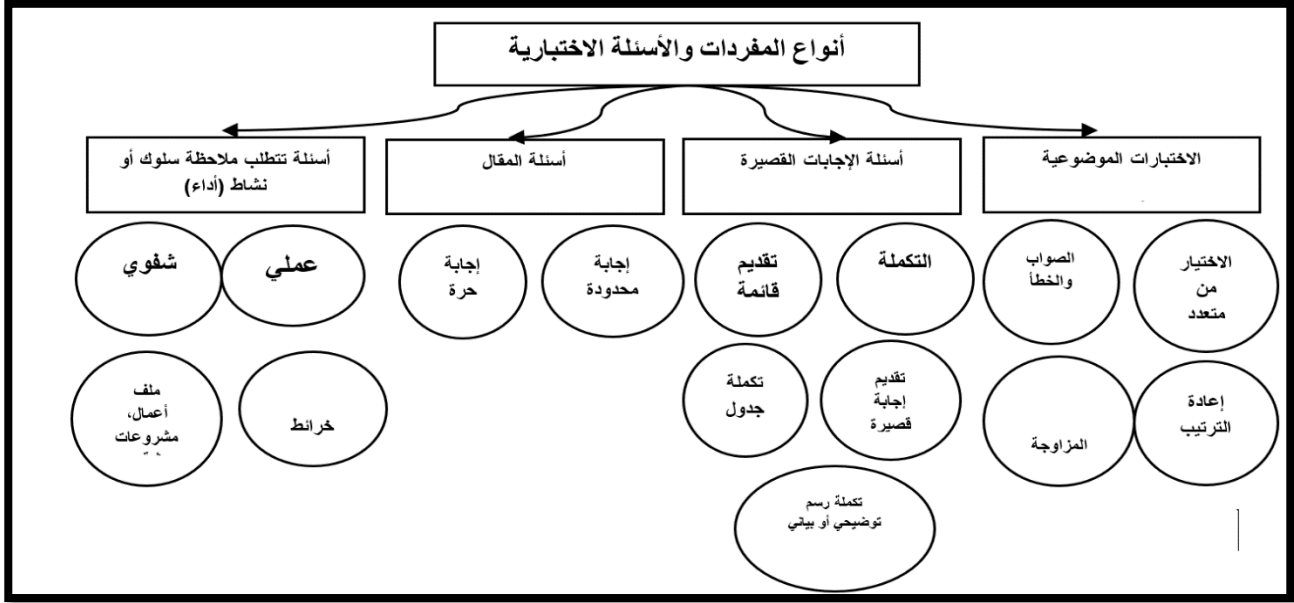 أنواع المفردات والأسئلة الاختبارية
الاختبارات الموضوعية
أسئلة الإجابات القصيرة
أسئلة المقال
أسئلة تتطلب ملاحظة سلوك أو
نشاط (أداء)
الاختيار
من
متعدد
الصواب
والخطأ
إعادة
الترتيب
المزاوجة
التكملة
تقديم
قائمة
تقديم
إجابة
قصيرة
تكملة
جدول
تكملة رسم
توضيحي أو بياني
إجابة
محدودة
إجابة
حرة
عملي
شفوي
خرائط
ملف
أعمال،
مشروعات